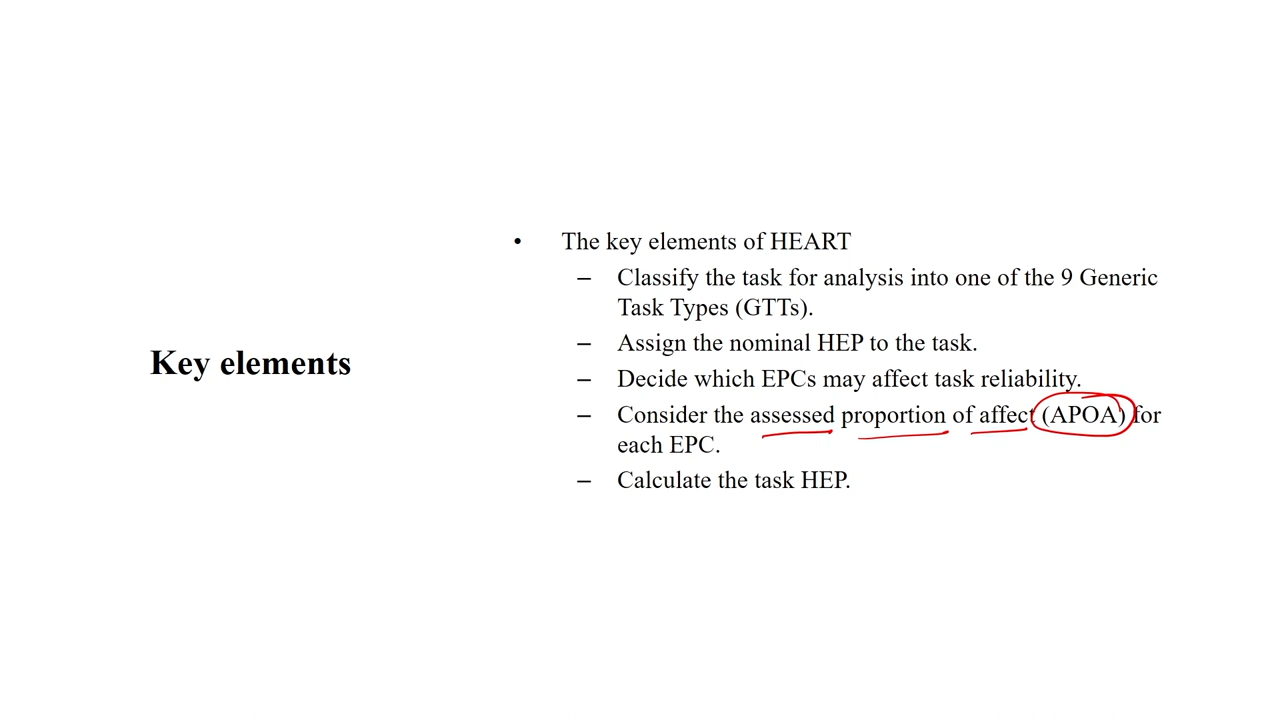 Key elements
• The key elements of HEART
– Classify the task for analysis into one of the 9 Generic
Task Types (GTTs).
– Assign the nominal HEP to the task.
– Decide which EPCs may affect task reliability.
– Consider the assessed proportion of affect (APOA) for
each EPC.
– Calculate the task HEP.